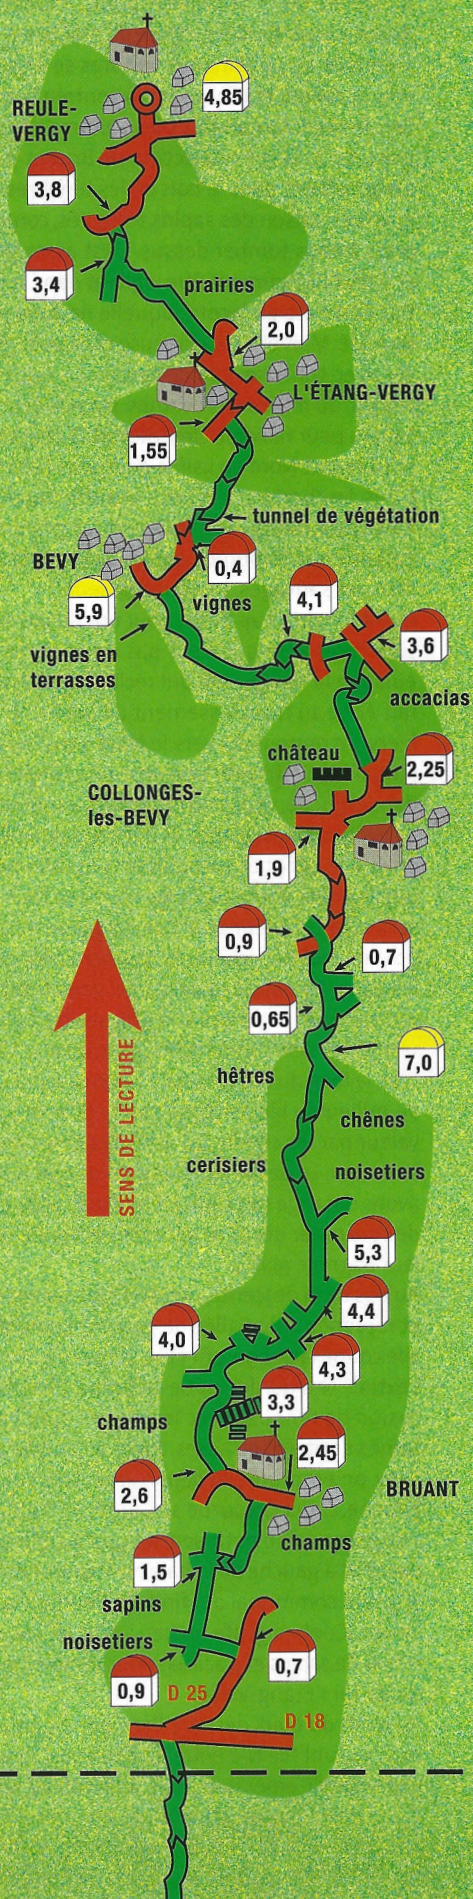 4,85
REULE-
VERGY
3,8
3,4
prairies
2,0
L'ÉTANG-VERGY
1,55
tunnel de végétation
BEVY
0,4
5,9
vignes
4,1
3,6
vignes en
terrasses
accacias
château
2,25
COLLONGES-
les-BEVY
1,9
0,9
0,7
0,65
7,0
SENS DE LECTURE
hêtres
chênes
cerisiers
noisetiers
5,3
4,4
4,0
4,3
3,3
champs
2,45
2,6
BRUANT
champs
1,5
sapins
noisetiers
0,7
0,9
D 25
D 18